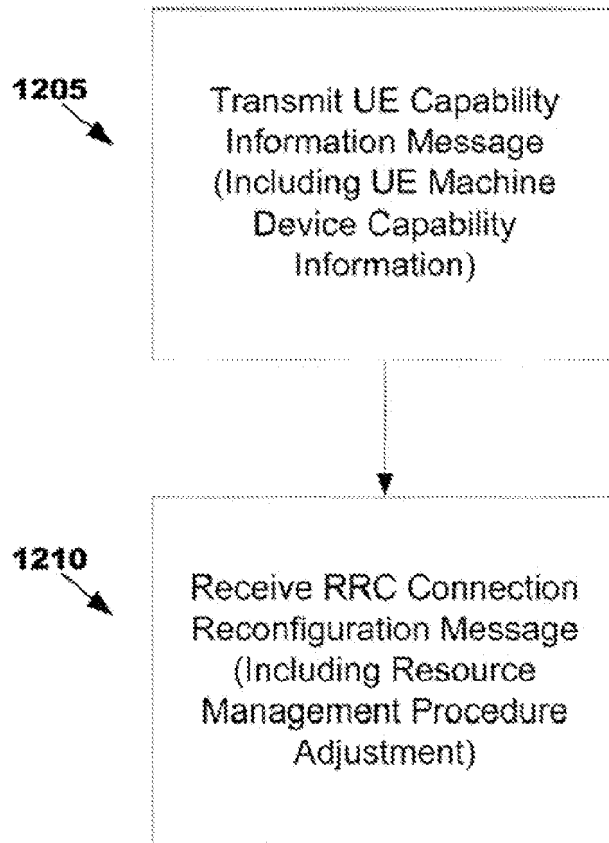 1205
Transmit UE Capability
Information Message
(Including UE Machine
Device Capability
Information)
1210
Receive RRC Connection
Reconfiguration Message
(Including Resource
Management Procedure
Adjustment)